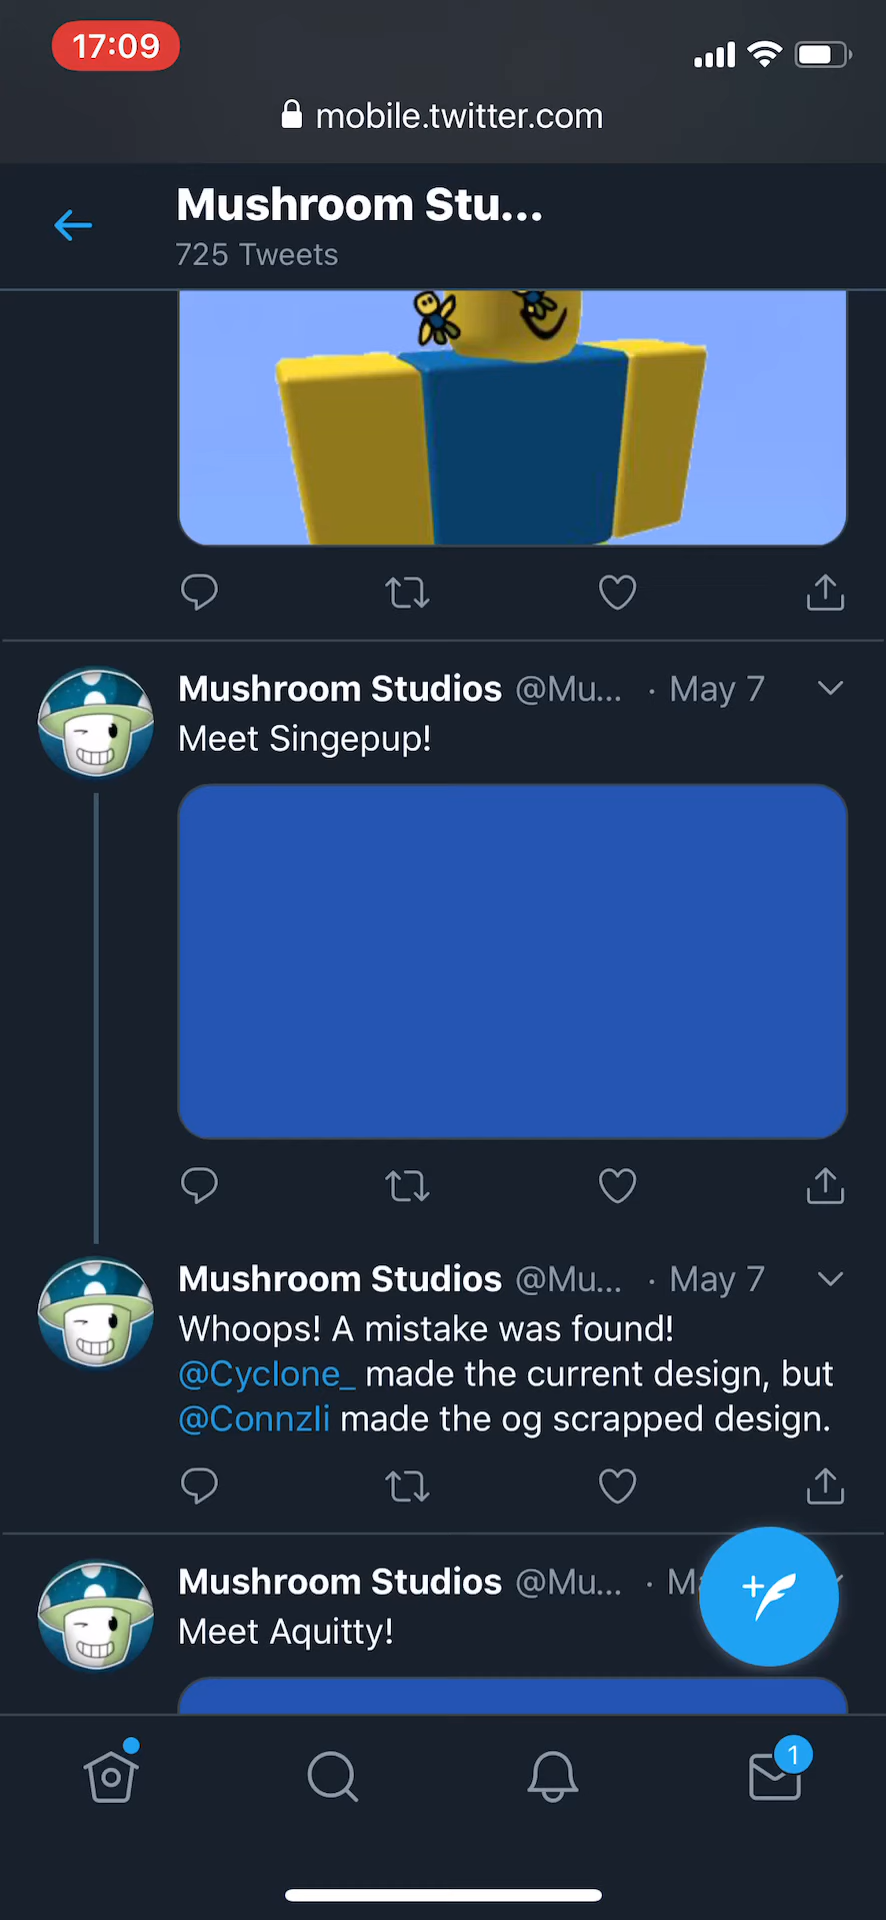 17:09
mobile.twitter.com
Mushroom Stu...
725 Tweets
Mushroom Studios @Mu... · May 7
Meet Singepup!
Mushroom Studios @Mu... · May 7
Whoops! A mistake was found!
@Cyclone_ made the current design, but
@Connzli made the og scrapped design.
Mushroom Studios @Mu... ·
Meet Aquitty!
1